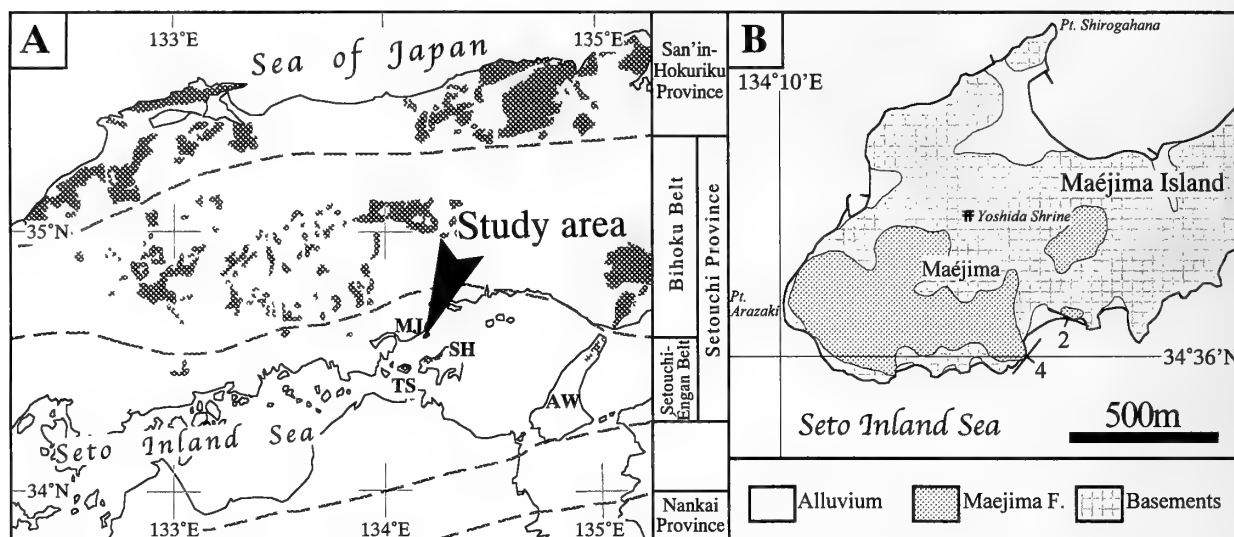 A
133°E
135°E
Sea of Japan
35°N
Study area
MJ
SH
TS
AW
Seto Inland Sea
34°N
133°E
134°E
135°E
San'in-
Hokuriku
Province
Bihoku Belt
Setouchi-
Engan Belt
Setouchi Province
Nankai
Province
B
Pt. Shirogahana
134°10'E
Maéjima Island
Yoshida Shrine
Maéjima
Pt.
Arazaki
2
4
34°36'N
Seto Inland Sea
500m
Alluvium
Maejima F.
Basements